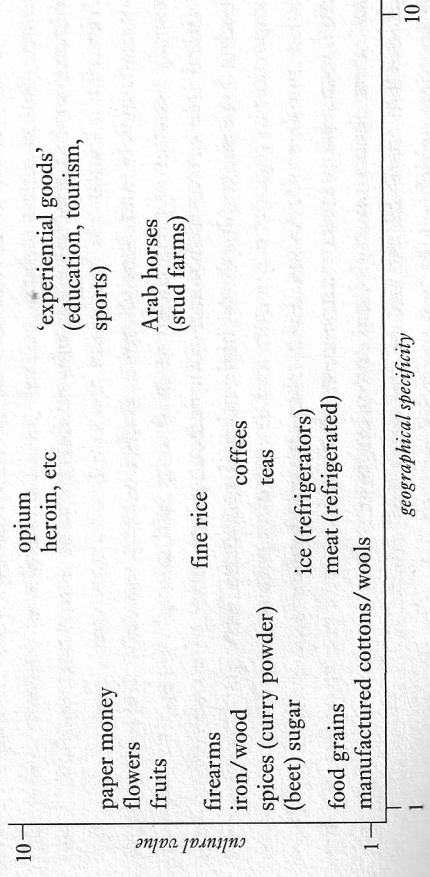 10
opium
heroin, etc
'experiential goods'
(education, tourism,
sports)
paper money
flowers
fruits
Arab horses
(stud farms)
fine rice
firearms
iron/wood
coffees
spices (curry powder)
teas
(beet) sugar
ice (refrigerators)
food grains
meat (refrigerated)
manufactured cottons/wools
cultural value
1
1
geographical specificity
10